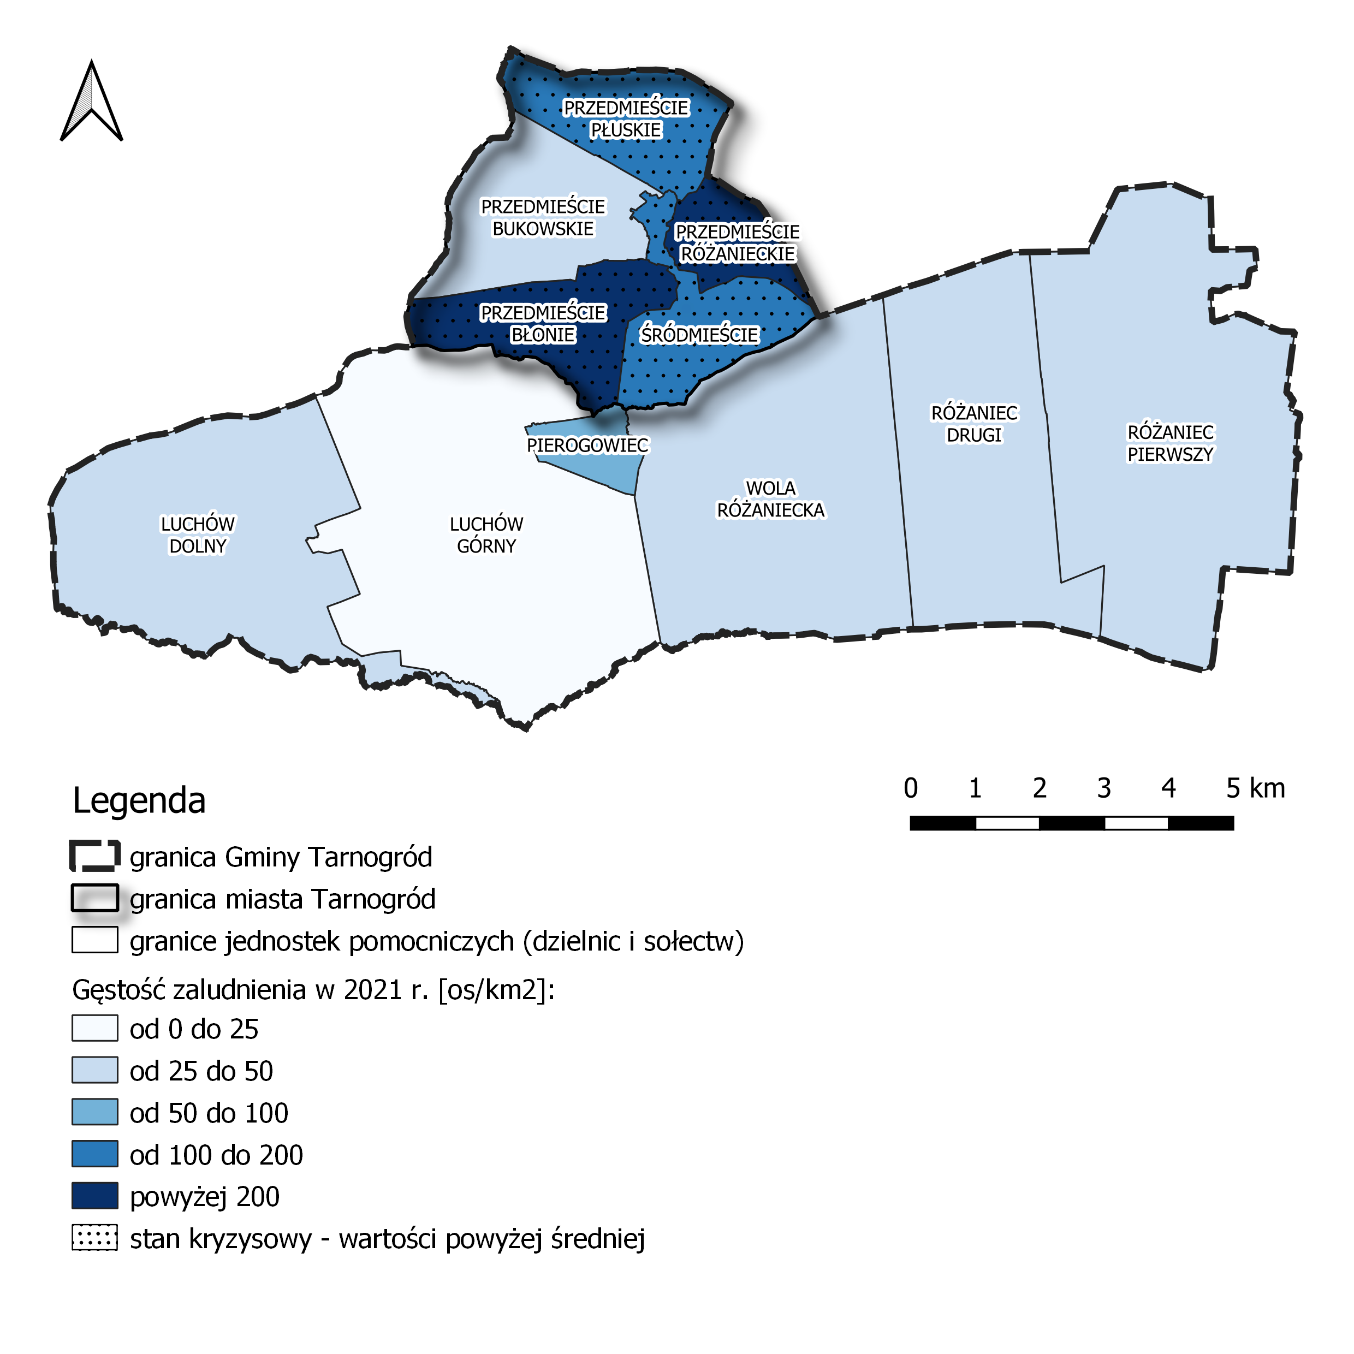 PRZEDMIEŚCIE
PŁUSKIE
PRZEDMIEŚCIE
BUKOWSKIE
PRZEDMIEŚCIE
RÓŻANIECKIE
PRZEDMIEŚCIE
BŁONIE
ŚRÓDMIEŚCIE
PIEROGOWIEC
RÓŻANIEC
DRUGI
RÓŻANIEC
PIERWSZY
WOLA
RÓŻANIECKA
LUCHÓW
DOLNY
LUCHÓW
GÓRNY
0 1 2 3 4 5 km
Legenda
granica Gminy Tarnogród
granica miasta Tarnogród
granice jednostek pomocniczych (dzielnic i sołectw)
Gęstość zaludnienia w 2021 r. [os/km2]:
od 0 do 25
od 25 do 50
od 50 do 100
od 100 do 200
powyżej 200
stan kryzysowy - wartości powyżej średniej